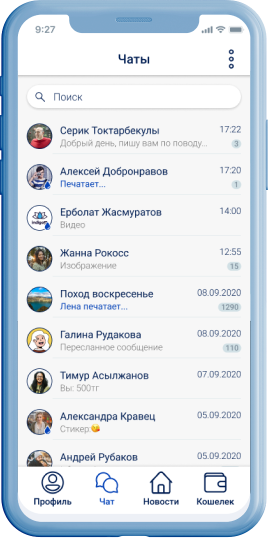 9:27
Чаты
Поиск
Серик Токтарбекулы 17:22
Добрый день, пишу вам по поводу... 3
Алексей Добронравов 17:20
Печатает... 1
Ерболат Жасмуратов 14:00
Видео
Жанна Рокосс 12:55
Изображение 15
Поход воскресенье 08.09.2020
Лена печатает... 1290
Галина Рудакова 08.09.2020
Пересланное сообщение 110
Тимур Асылжанов 07.09.2020
Вы: 500тг
Александра Кравец 05.09.2020
Стикер:😘
Андрей Рубаков 05.09.2020
Профиль Чат Новости Кошелек